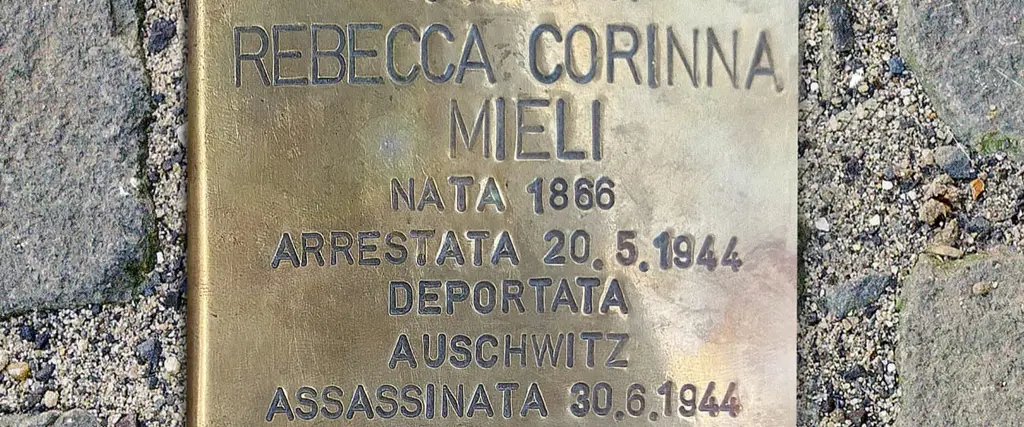 REBECCA CORINNA
MIELI
NATA 1866
ARRESTATA 20.5.1944
DEPORTATA
AUSCHWITZ
ASSASSINATA 30.6.1944